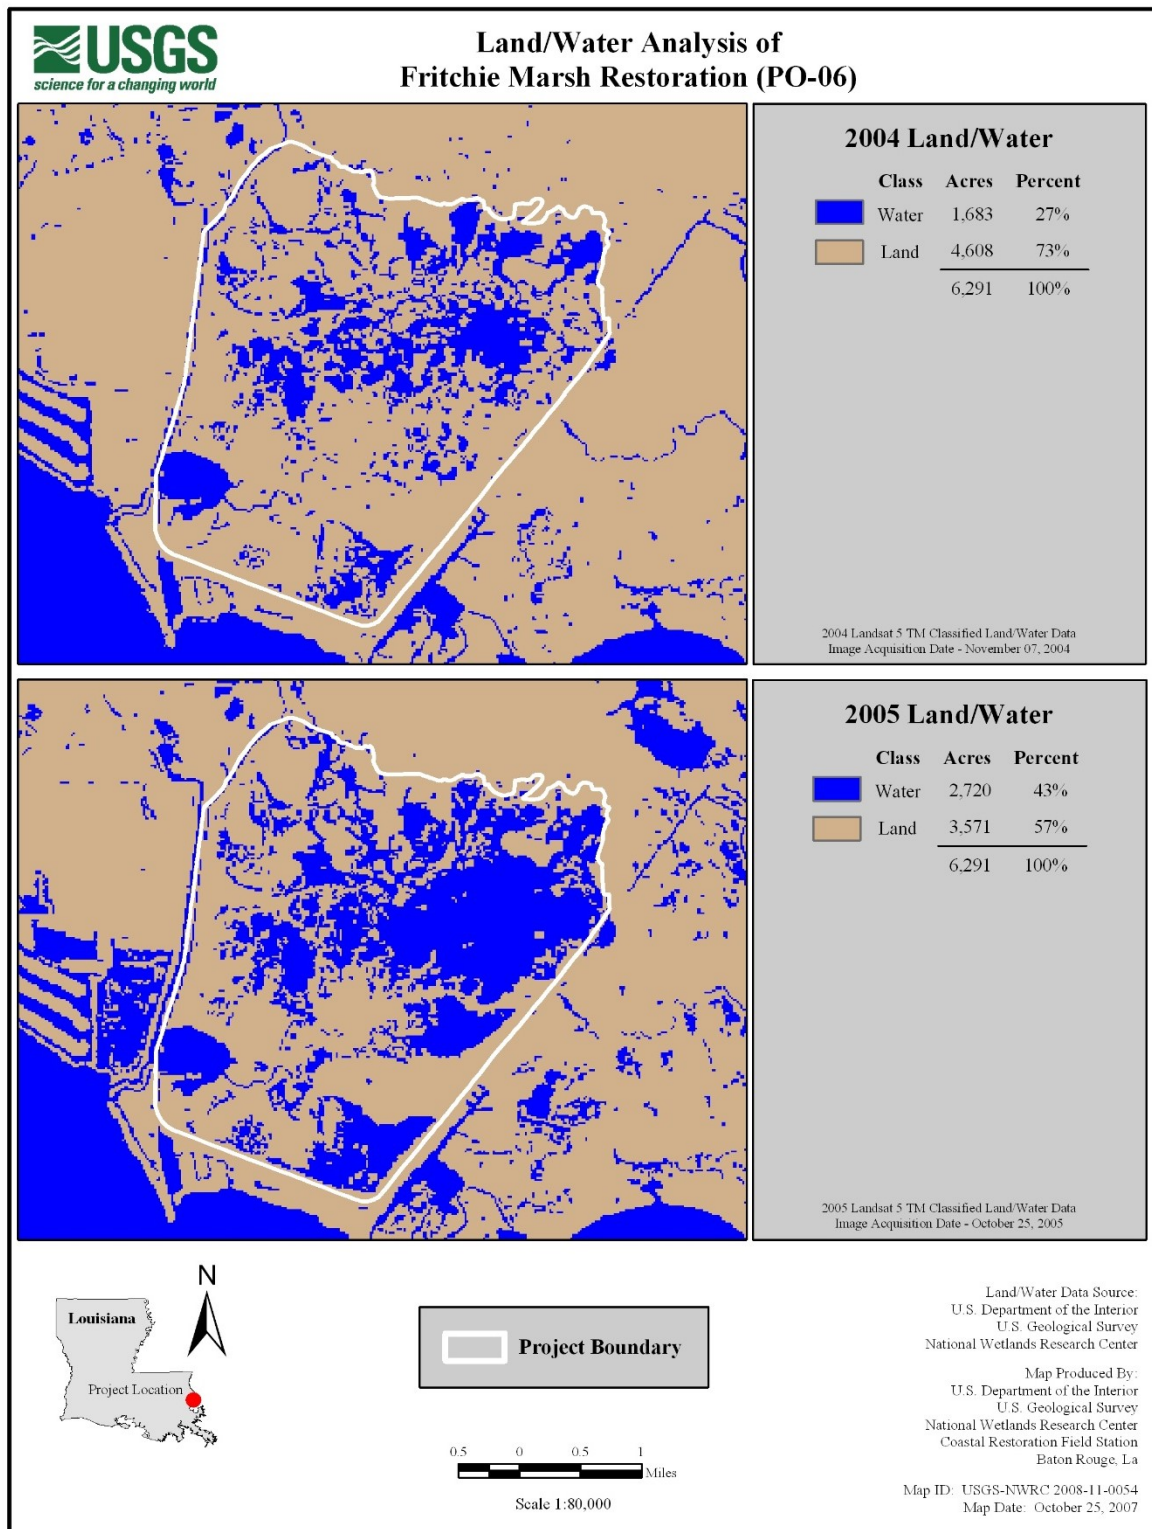 USGS
science for a changing world
Land/Water Analysis of
Fritchie Marsh Restoration (PO-06)
2004 Land/Water
Class Acres Percent
Water 1,683 27%
Land 4,608 73%
6,291 100%
2004 Landsat 5 TM Classified Land/Water Data
Image Acquisition Date - November 07, 2004
2005 Land/Water
Class Acres Percent
Water 2,720 43%
Land 3,571 57%
6,291 100%
2005 Landsat 5 TM Classified Land/Water Data
Image Acquisition Date - October 25, 2005
Louisiana
Project Location
N
Project Boundary
0.5 0 0.5 1
Miles
Scale 1:80,000
Land/Water Data Source:
U.S. Department of the Interior
U.S. Geological Survey
National Wetlands Research Center
Map Produced By:
U.S. Department of the Interior
U.S. Geological Survey
National Wetlands Research Center
Coastal Restoration Field Station
Baton Rouge, La
Map ID: USGS-NWRC 2008-11-0054
Map Date: October 25, 2007